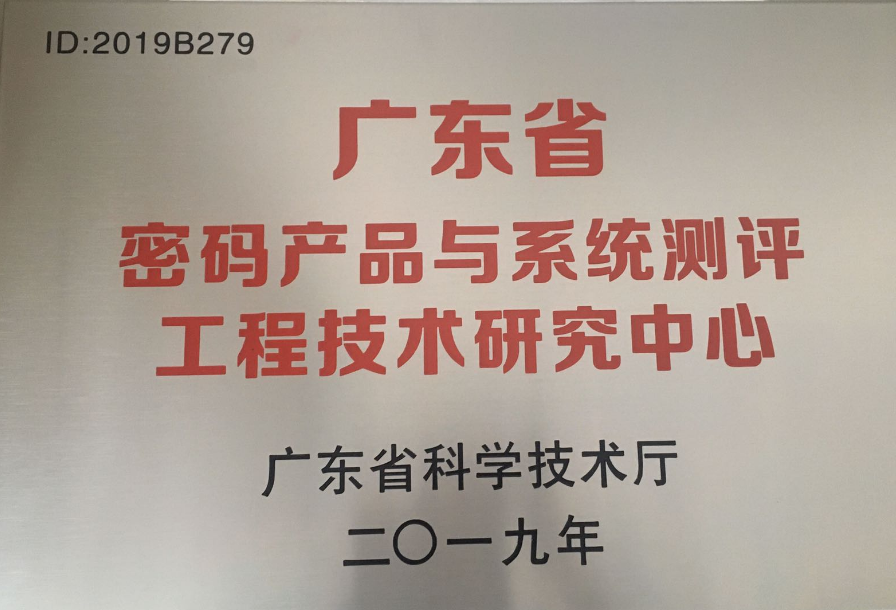 ID:2019B279
广东省
密码产品与系统测评
工程技术研究中心
广东省科学技术厅
二〇一九年